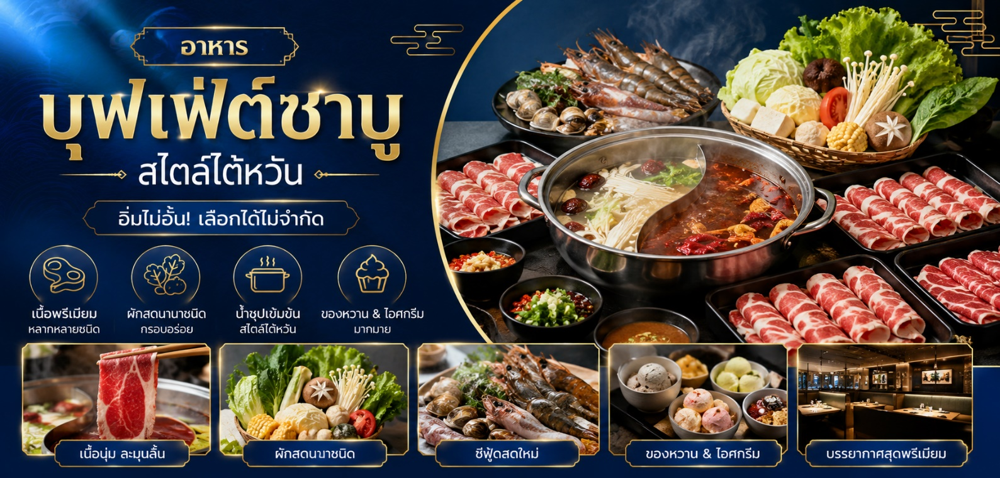 อาหาร
บุฟเฟ่ต์ชาบู
สไตล์ไต้หวัน
อิ่มไม่อั้น! เลือกได้ไม่จำกัด
เนื้อพรีเมียม
หลากหลายชนิด
ผักสดนานาชนิด
กรอบอร่อย
น้ำซุปเข้มข้น
สไตล์ไต้หวัน
ของหวาน & ไอศกรีม
มากมาย
เนื้อนุ่ม ละมุนลิ้น
ผักสดนานาชนิด
ซีฟู้ดสดใหม่
ของหวาน & ไอศกรีม
บรรยากาศสุดพรีเมียม